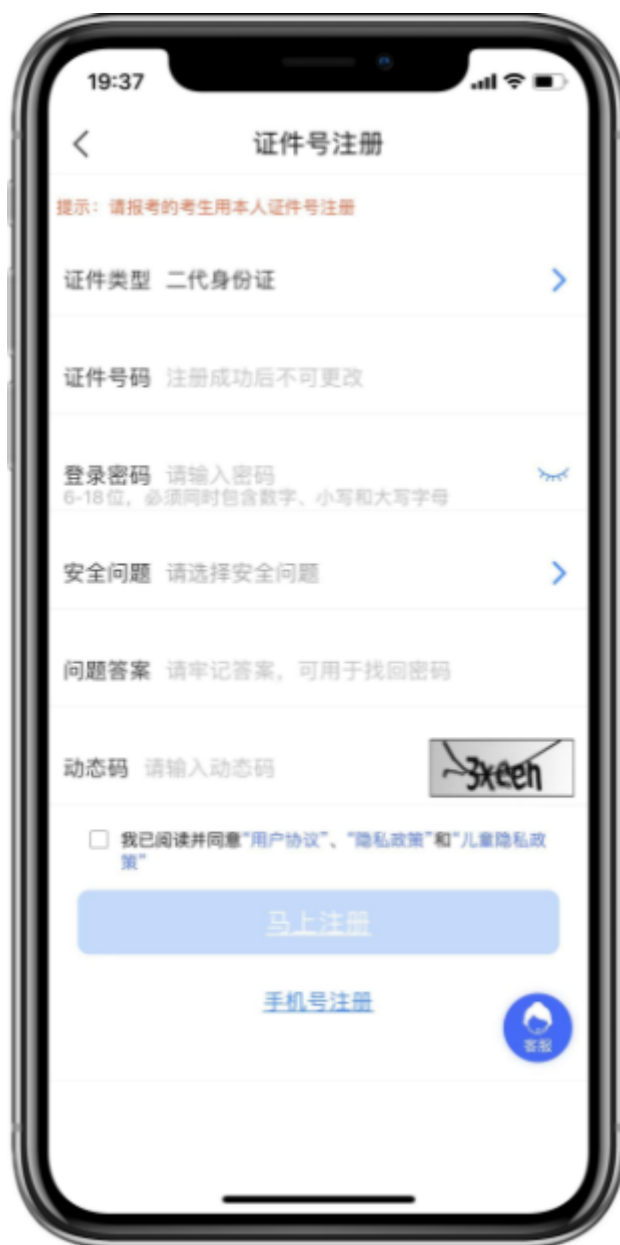 19:37
证件号注册
提示：请报考的考生用本人证件号注册
证件类型 二代身份证
证件号码 注册成功后不可更改
登录密码 请输入密码
6-18位，必须同时包含数字、小写和大写字母
安全问题 请选择安全问题
问题答案 请牢记答案，可用于找回密码
动态码 请输入动态码
3xeen
我已阅读并同意“用户协议”、“隐私政策”和“儿童隐私政
策”
马上注册
手机号注册
客服